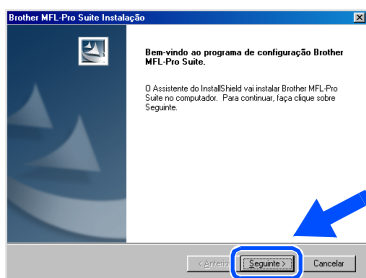 Brother MFL-Pro Suite Instalação
Bem-vindo ao programa de configuração Brother
MFL-Pro Suite.
O Assistente do InstallShield vai instalar Brother MFL-Pro
Suite no computador. Para continuar, faça clique sobre
Seguinte.
Seguinte >
Cancelar